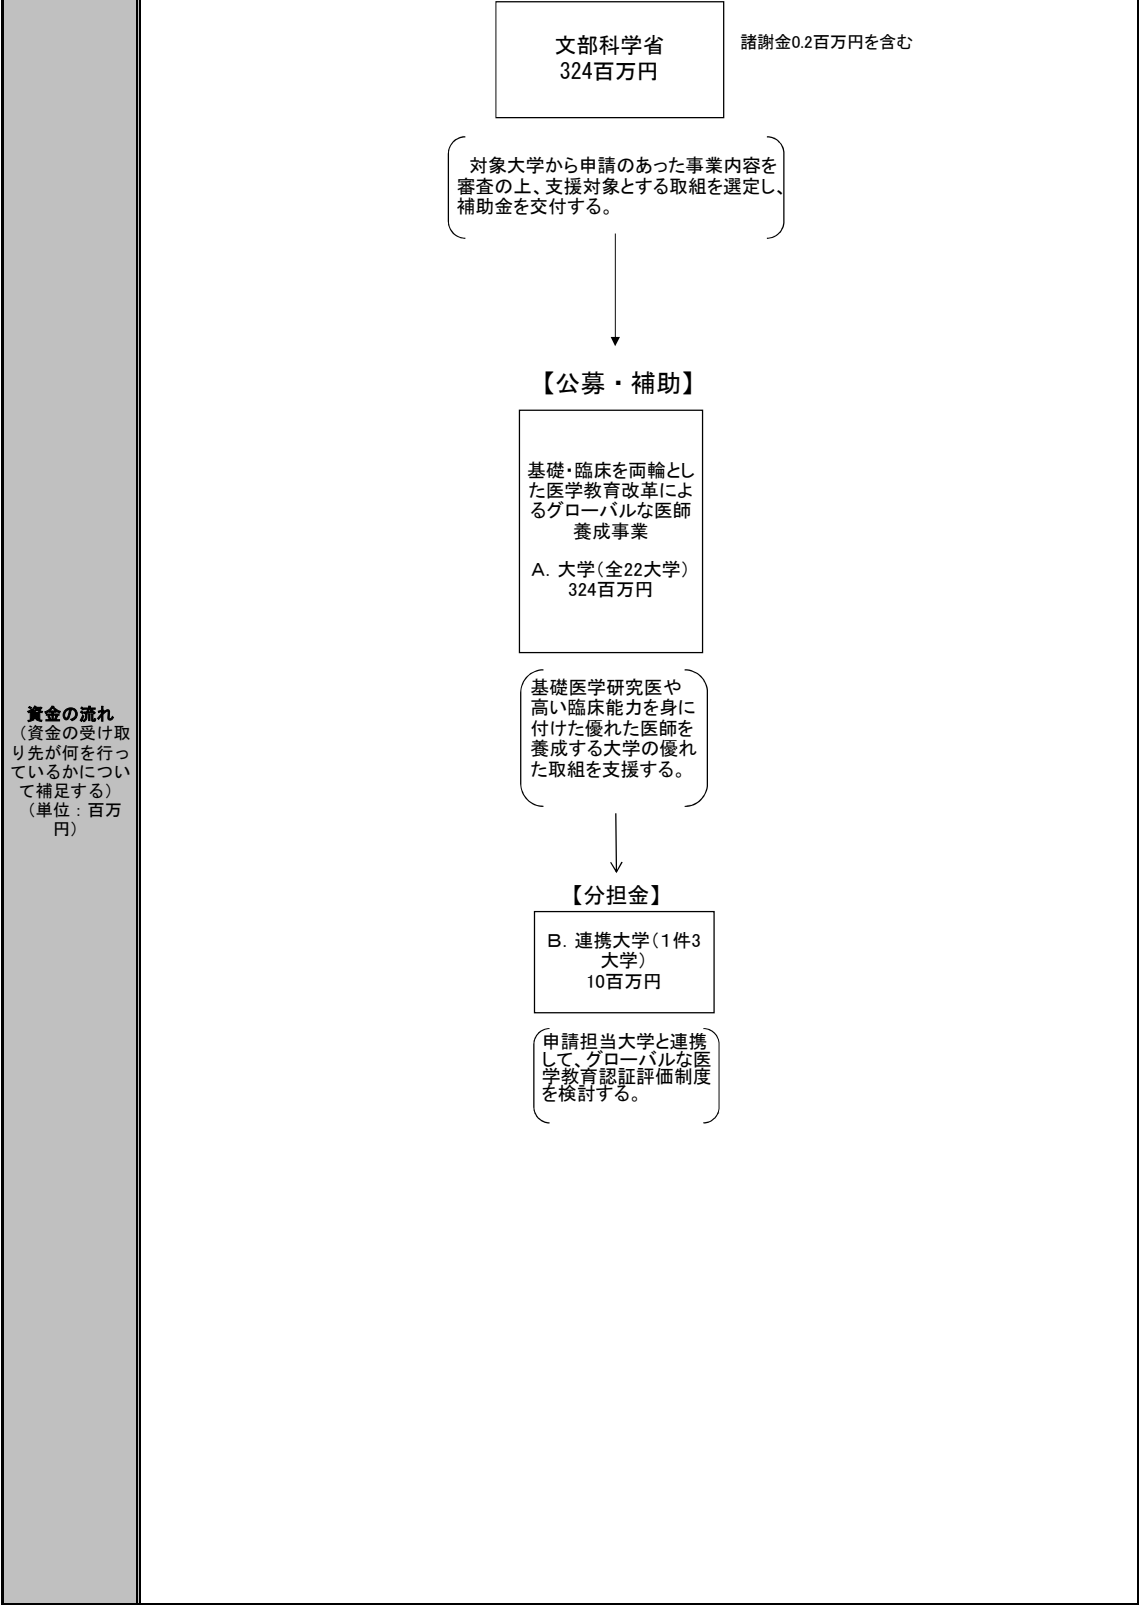 文部科学省
324百万円
諸謝金0.2百万円を含む
対象大学から申請のあった事業内容を
審査の上、支援対象とする取組を選定し、
補助金を交付する。
【公募・補助】
基礎・臨床を両輪とし
た医学教育改革によ
るグローバルな医師
養成事業
A．大学（全22大学）
324百万円
基礎医学研究医や
高い臨床能力を身に
付けた優れた医師を
養成する大学の優れ
た取組を支援する。
資金の流れ
（資金の受け取
り先が何を行っ
ているかについ
て補足する）
（単位：百万
円）
【分担金】
B．連携大学（1件3
大学）
10百万円
申請担当大学と連携
して、グローバルな医
学教育認証評価制度
を検討する。